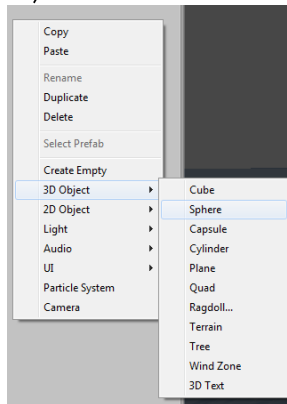 Copy
Paste
Rename
Duplicate
Delete
Select Prefab
Create Empty
3D Object
2D Object
Light
Audio
UI
Particle System
Camera
Cube
Sphere
Capsule
Cylinder
Plane
Quad
Ragdoll...
Terrain
Tree
Wind Zone
3D Text